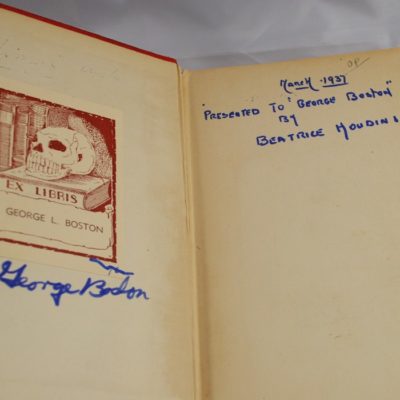 EX LIBRIS
GEORGE L. BOSTON
George Boston
March 1937
"PRESENTED TO "GEORGE BOSTON"
BY
BEATRICE HOUDINI